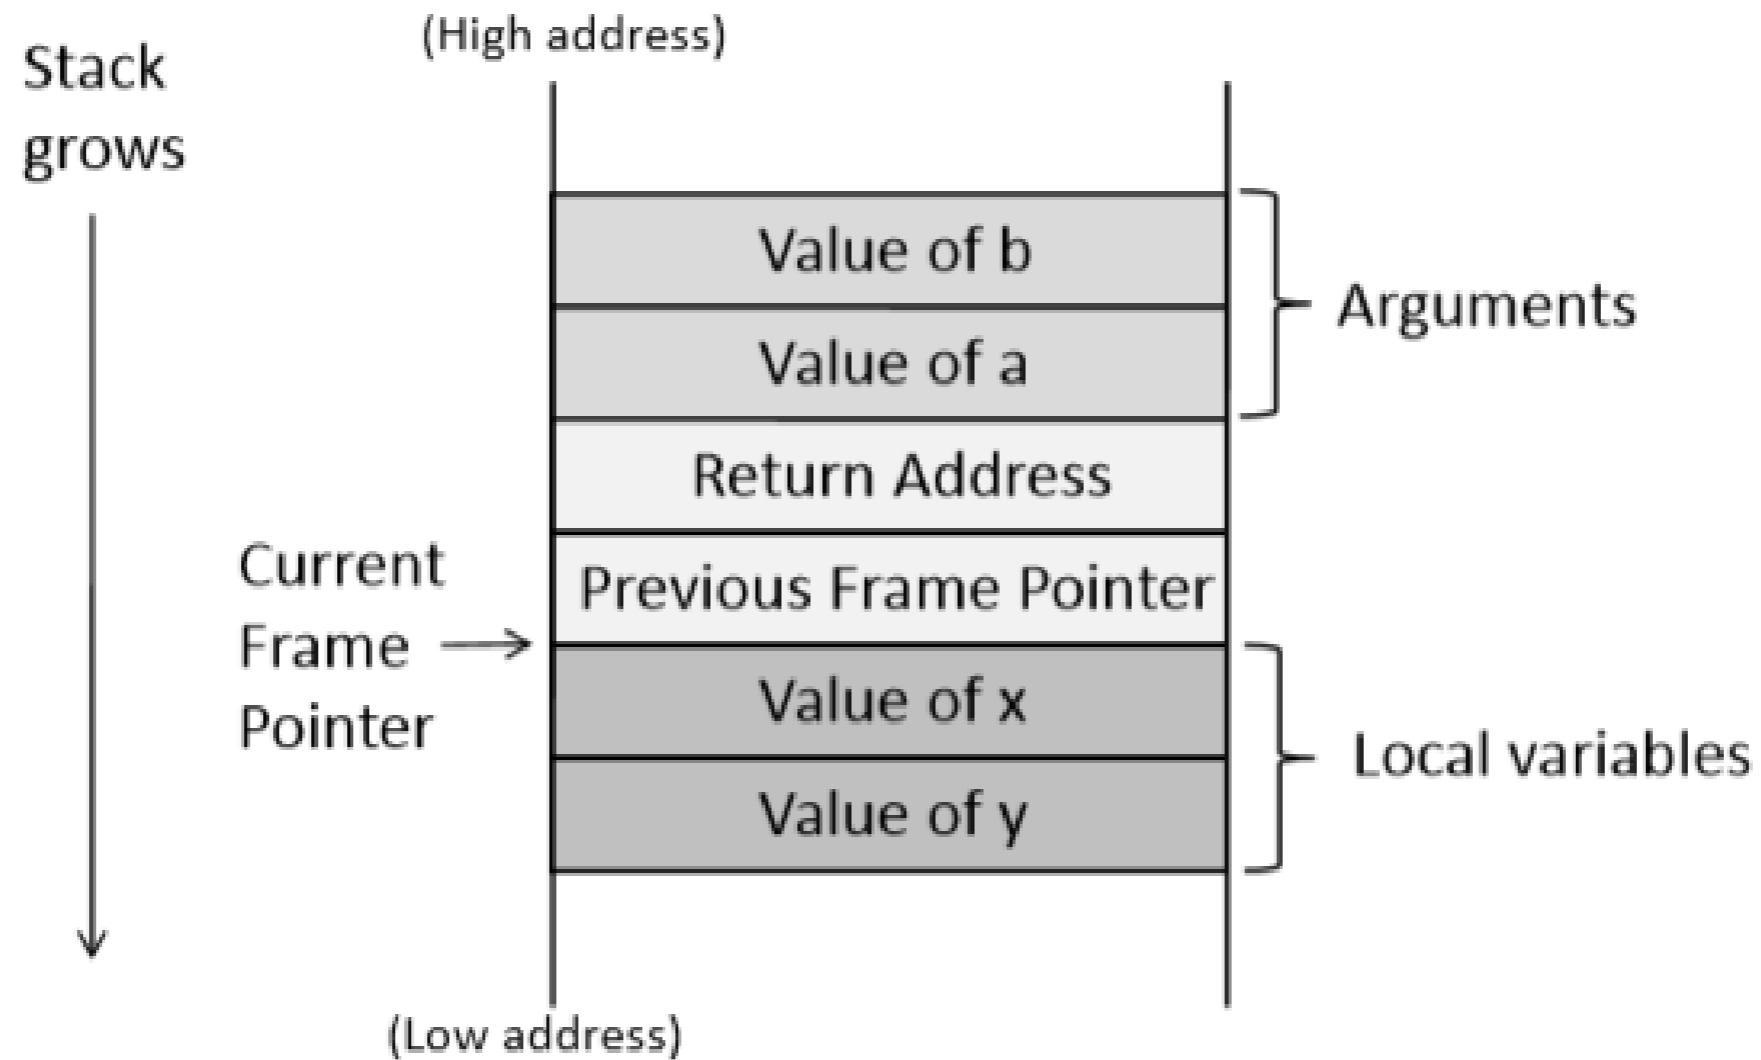 (High address)
Stack
grows
Value of b
Value of a
Arguments
Return Address
Previous Frame Pointer
Current
Frame
Pointer
Value of x
Value of y
Local variables
(Low address)